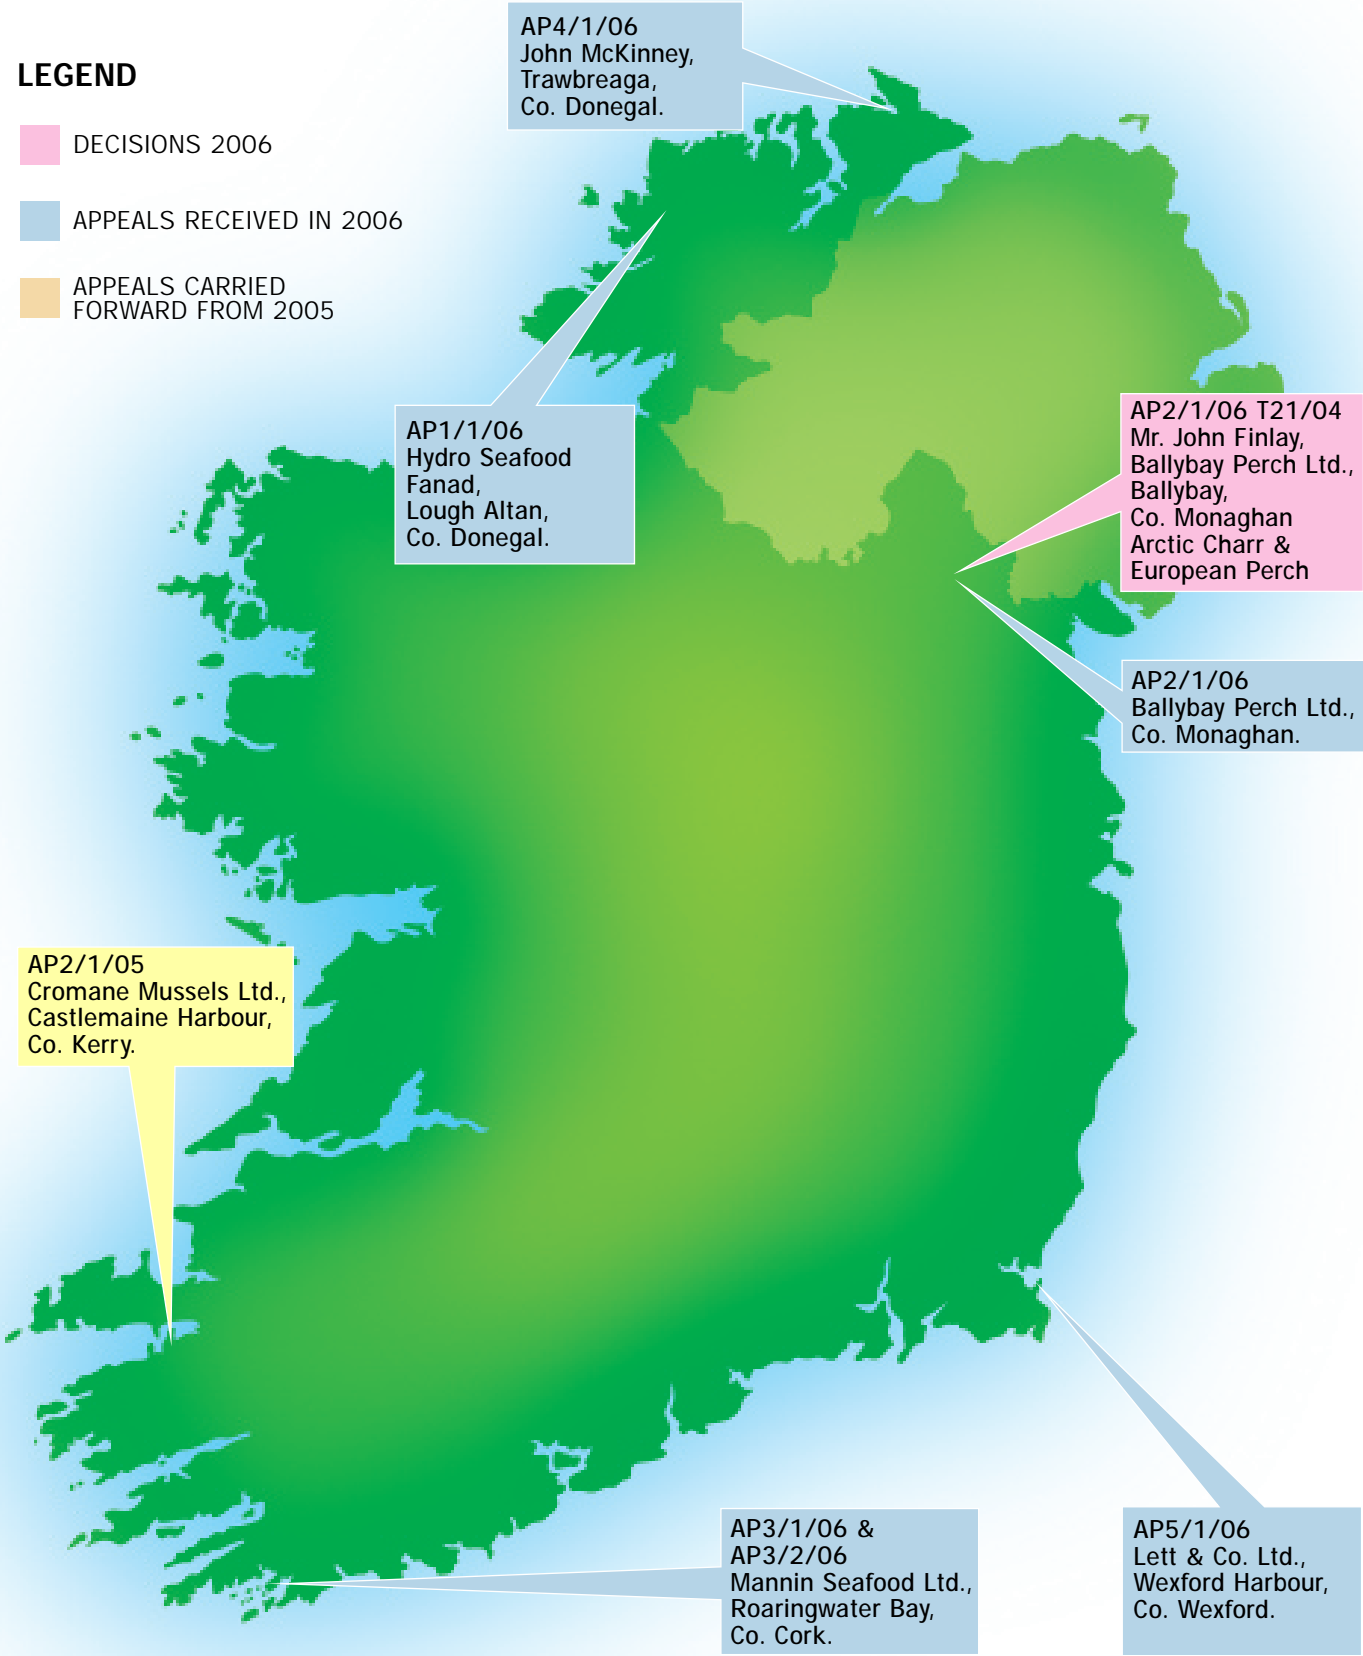 LEGEND
DECISIONS 2006
APPEALS RECEIVED IN 2006
APPEALS CARRIED
FORWARD FROM 2005
AP4/1/06
John McKinney,
Trawbreaga,
Co. Donegal.
AP1/1/06
Hydro Seafood
Fanad,
Lough Altan,
Co. Donegal.
AP2/1/06 T21/04
Mr. John Finlay,
Ballybay Perch Ltd.,
Ballybay,
Co. Monaghan
Arctic Charr &
European Perch
AP2/1/06
Ballybay Perch Ltd.,
Co. Monaghan.
AP2/1/05
Cromane Mussels Ltd.,
Castlemaine Harbour,
Co. Kerry.
AP3/1/06 &
AP3/2/06
Mannin Seafood Ltd.,
Roaringwater Bay,
Co. Cork.
AP5/1/06
Lett & Co. Ltd.,
Wexford Harbour,
Co. Wexford.